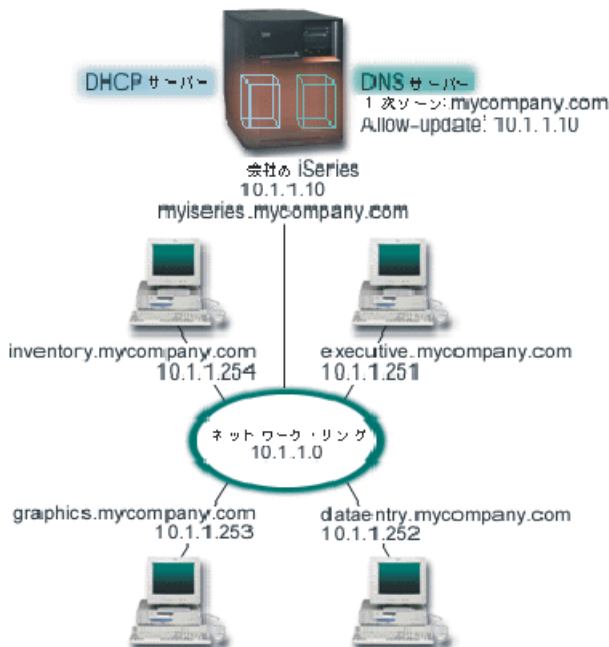 DHCP サーバー
DNS サーバー
1 次ゾーン: mycompany.com
Allow-update: 10.1.1.10
会社の iSeries
10.1.1.10
myiseries.mycompany.com
inventory.mycompany.com
10.1.1.254
executive.mycompany.com
10.1.1.251
ネットワーク・リング
10.1.1.0
graphics.mycompany.com
10.1.1.253
dataentry.mycompany.com
10.1.1.252